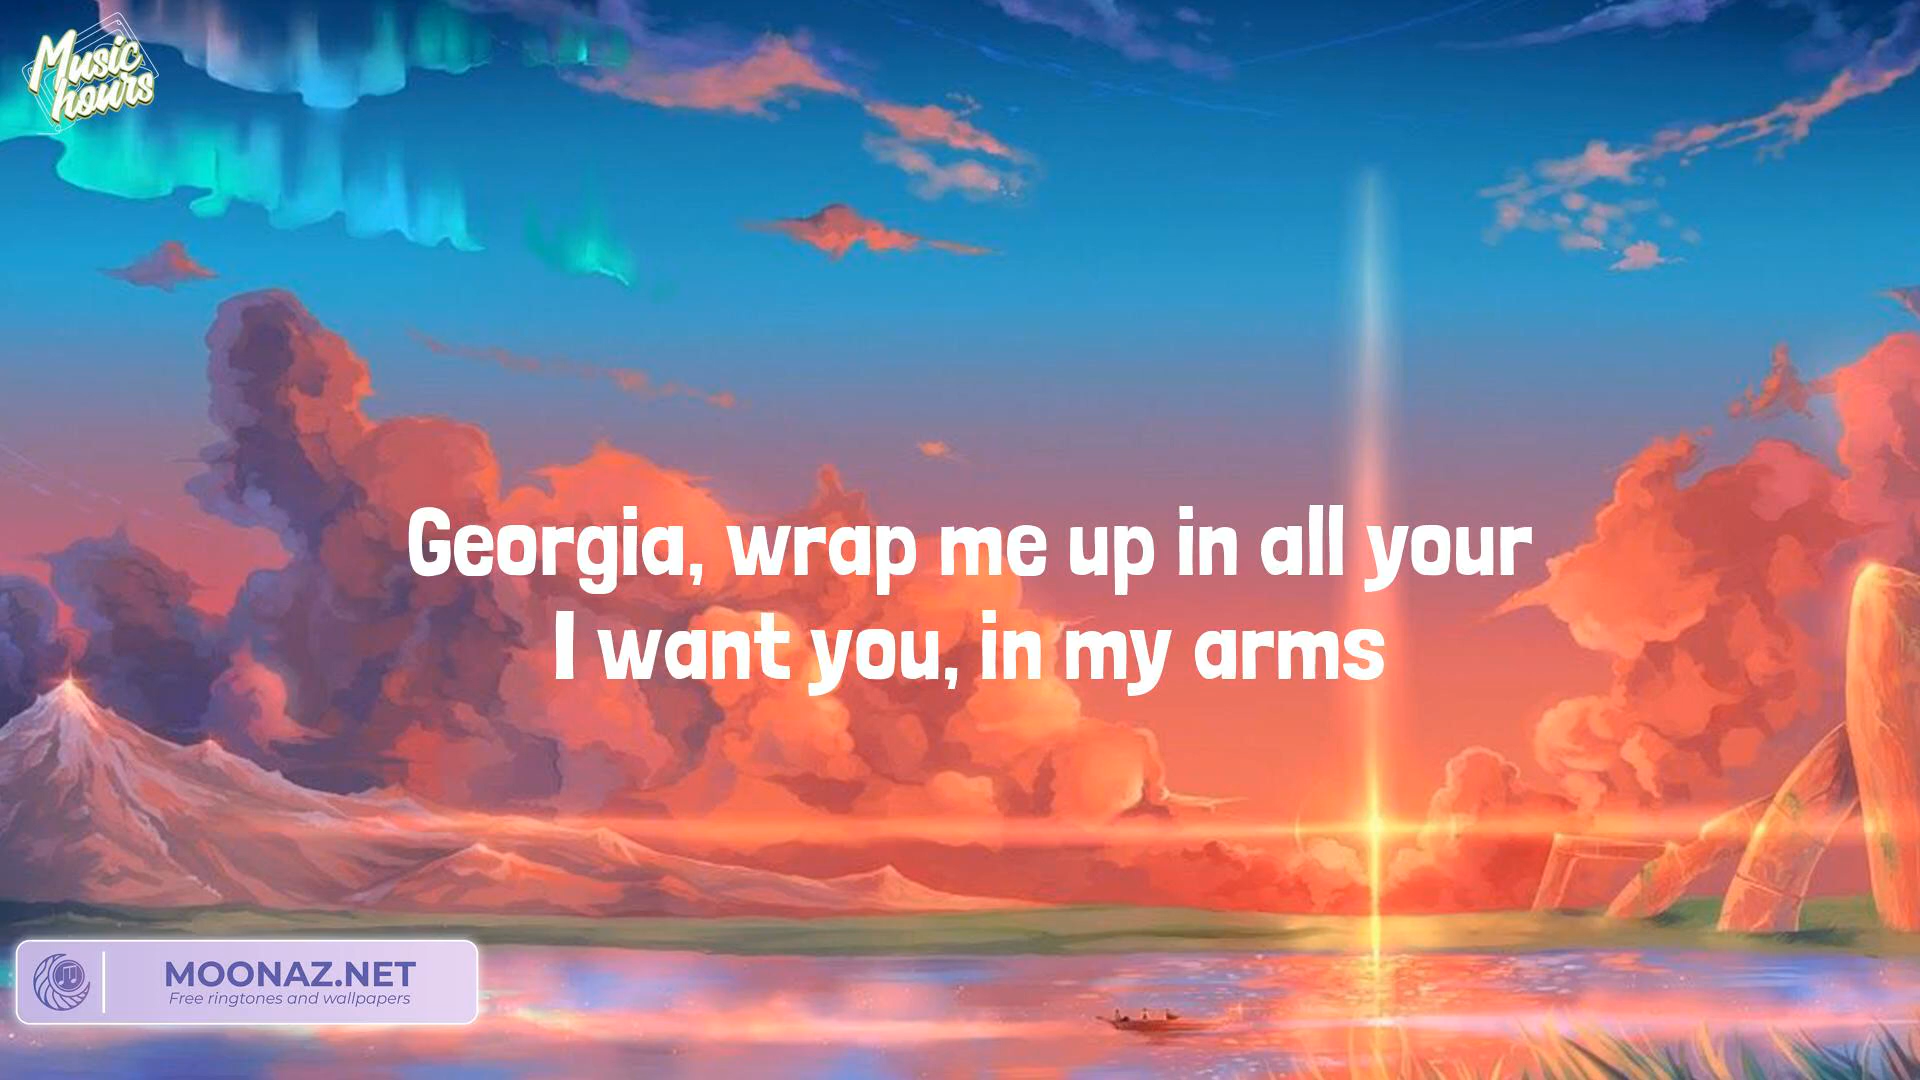 Music
hours
Georgia, wrap me up in all your
I want you, in my arms
MOONAZ.NET
Free ringtones and wallpapers